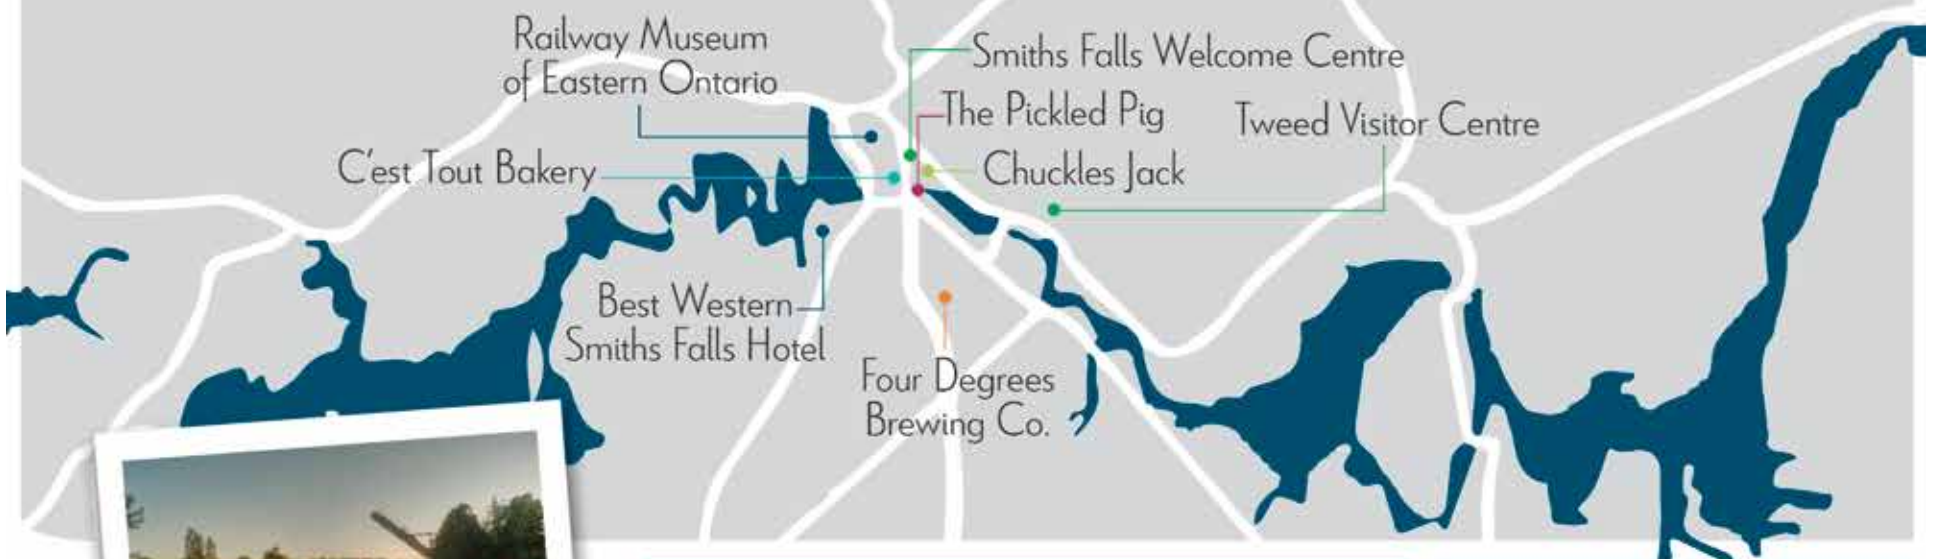 Railway Museum
of Eastern Ontario
Smiths Falls Welcome Centre
The Pickled Pig
Tweed Visitor Centre
C'est Tout Bakery
Chuckles Jack
Best Western
Smiths Falls Hotel
Four Degrees
Brewing Co.